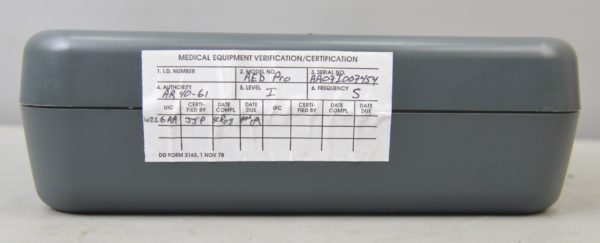 MEDICAL EQUIPMENT VERIFICATION/CERTIFICATION
1. I.D. NUMBER 2. MODEL NO. 3. SERIAL NO.
AED Pro AA07I007454
4. AUTHORITY 5. LEVEL 6. FREQUENCY
AR 40-61 I S
UIC CERTI-FIED BY DATE COMPL. DATE DUE UIC CERTI-FIED BY DATE COMPL. DATE DUE
W2L6AA JJP
DD FORM 2163, 1 NOV 78